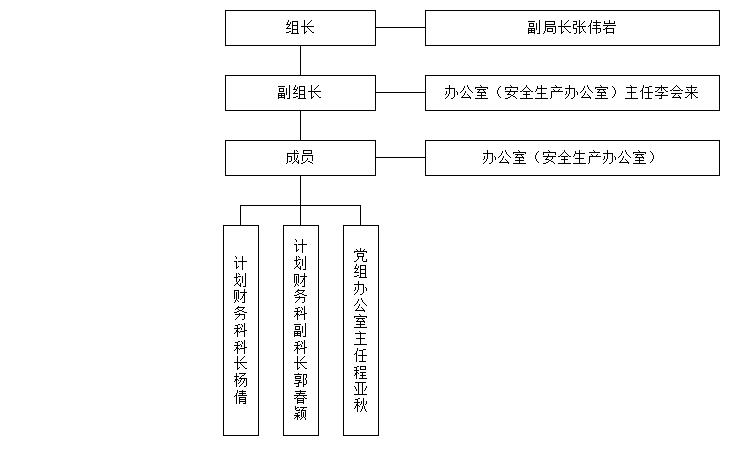 组长
副局长张伟岩
副组长
办公室（安全生产办公室）主任李会来
成员
办公室（安全生产办公室）
计划财务科科长杨倩
计划财务科副科长郭春颖
党组办公室主任程亚秋